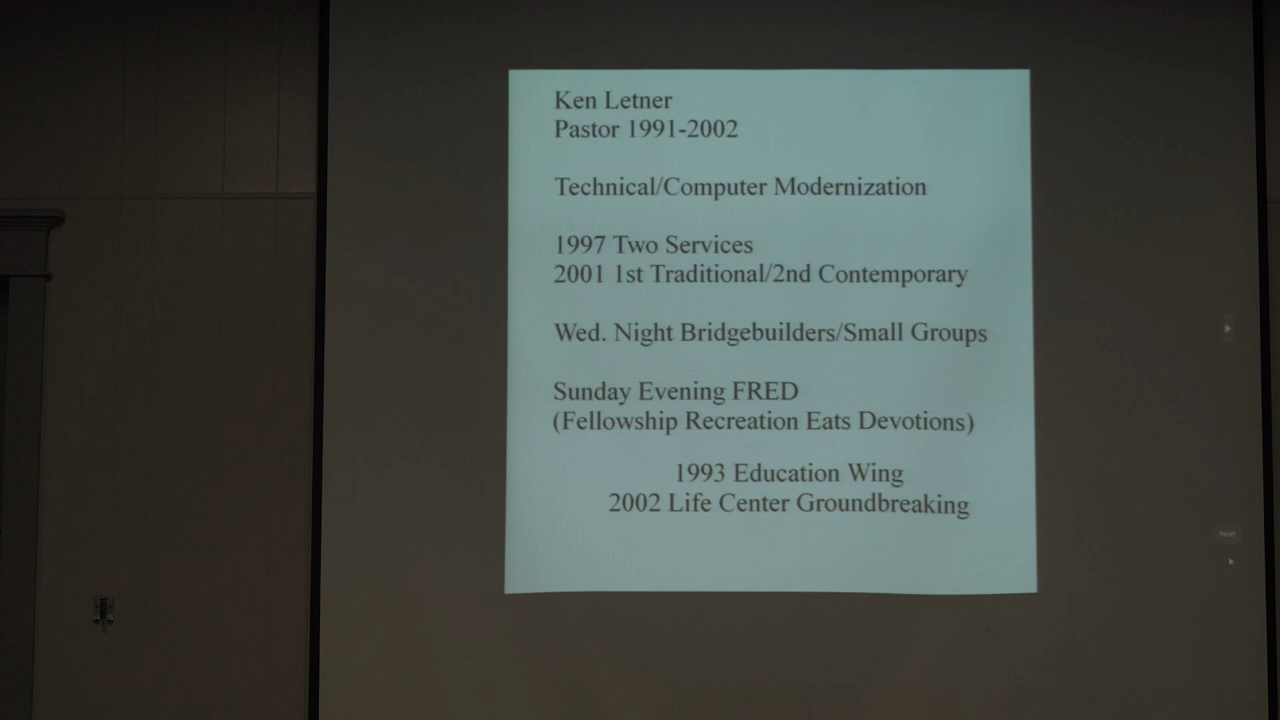 Ken Letner
Pastor 1991-2002
Technical/Computer Modernization
1997 Two Services
2001 1st Traditional/2nd Contemporary
Wed. Night Bridgebuilders/Small Groups
Sunday Evening FRED
(Fellowship Recreation Eats Devotions)
1993 Education Wing
2002 Life Center Groundbreaking
Next